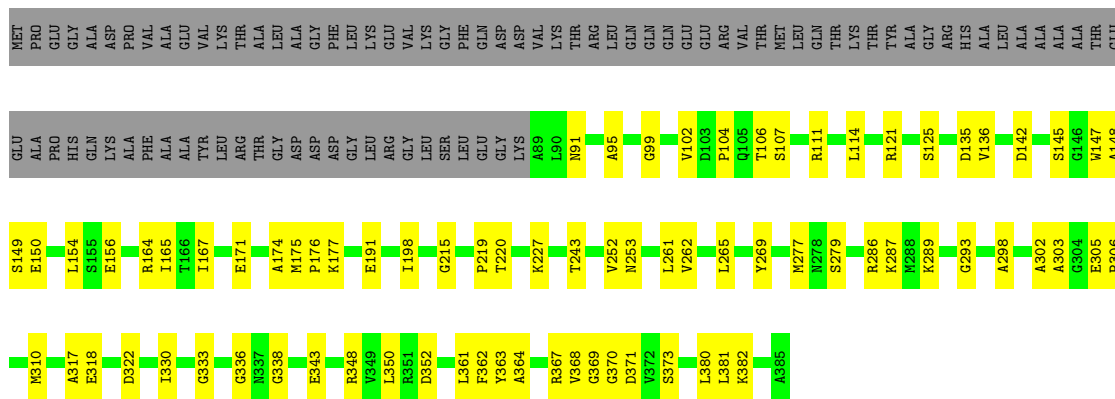 MET PRO GLU GLY ALA ASP PRO VAL ALA GLU VAL LYS THR ALA LEU ALA GLY PHE LEU LYS GLU VAL LYS GLY PHE GLN ASP ASP VAL LYS THR ARG LEU GLN GLN GLN GLU GLU ARG VAL THR MET LEU GLN THR LYS THR TYR ALA GLY ARG HIS ALA LEU ALA ALA ALA ALA ALA THR GLU
GLU ALA PRO HIS GLN LYS ALA PHE ALA ALA TYR LEU ARG THR GLY ASP ASP ASP GLY LEU ARG GLY LEU SER LEU GLU GLY LYS A89 L90 N91 A95 G99 V102 D103 P104 Q105 T106 S107 R111 L114 R121 S125 D135 V136 D142 S145 G146 W147 A148
S149 E150 L154 S155 E156 R164 I165 T166 I167 E171 A174 M175 P176 K177 E191 I198 G215 P219 T220 K227 T243 V252 N253 L261 V262 L265 Y269 M277 N278 S279 R286 K287 M288 K289 G293 A298 A302 A303 G304 E305 R306
M310 A317 E318 D322 I330 G333 G336 N337 G338 E343 R348 V349 L350 R351 D352 L361 F362 Y363 A364 R367 V368 G369 G370 D371 V372 S373 L380 L381 K382 A385